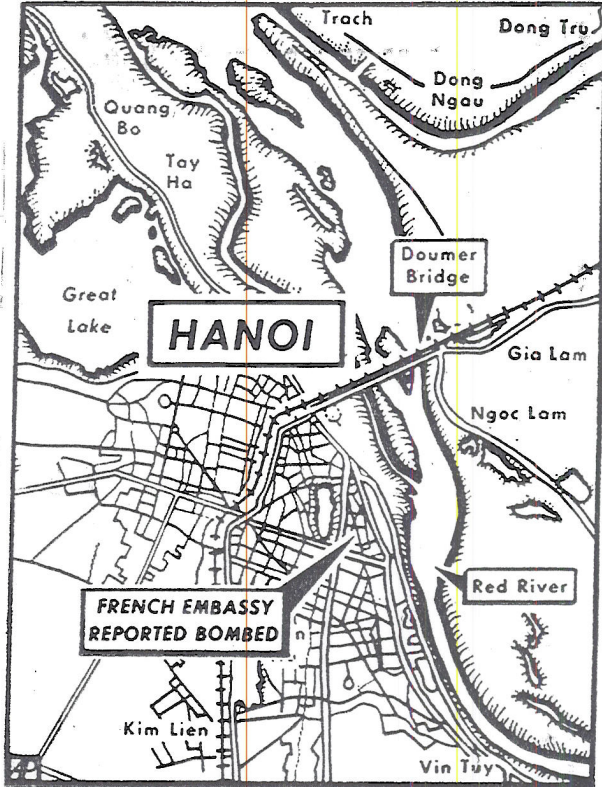 Trach
Dong Tru
Dong
Ngau
Quang
Bo
Tay
Ha
Doumer
Bridge
Great
Lake
HANOI
Gia Lam
Ngoc Lam
Red River
FRENCH EMBASSY
REPORTED BOMBED
n
Kim Lien
Vin Tuy
AP